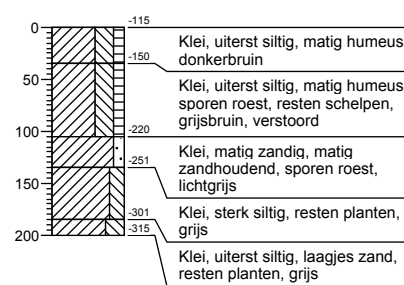 0
50
100
150
200
-115
-150
-220
-251
-301
-315
Klei, uiterst siltig, matig humeus
donkerbruin
Klei, uiterst siltig, matig humeus
sporen roest, resten schelpen,
grijsbruin, verstoord
Klei, matig zandig, matig
zandhoudend, sporen roest,
lichtgrijs
Klei, sterk siltig, resten planten,
grijs
Klei, uiterst siltig, laagjes zand,
resten planten, grijs